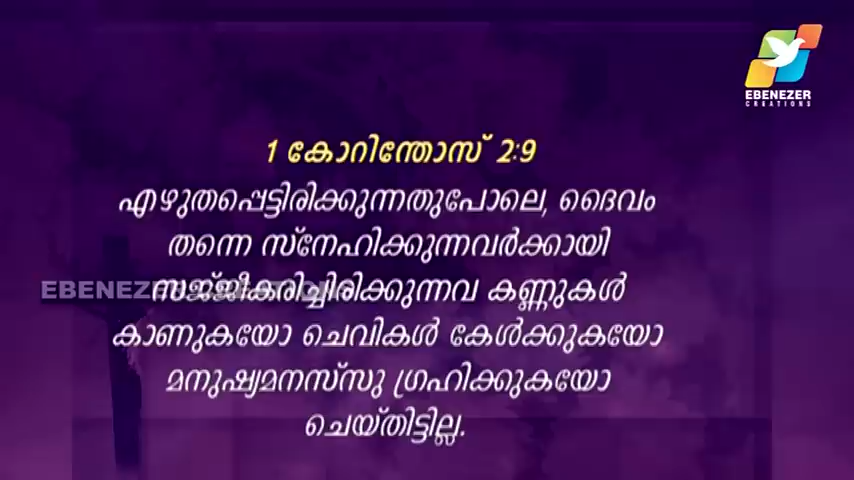 EBENEZER
CREATIONS
1 കോറിന്തോസ് 2:9
എഴുതപ്പെട്ടിരിക്കുന്നതുപോലെ, ദൈവം
തന്നെ സ്നേഹിക്കുന്നവർക്കായി
സജ്ജീകരിച്ചിരിക്കുന്നവ കണ്ണുകൾ
കാണുകയോ ചെവികൾ കേൾക്കുകയോ
മനുഷ്യമനസ്സു ഗ്രഹിക്കുകയോ
ചെയ്തിട്ടില്ല.